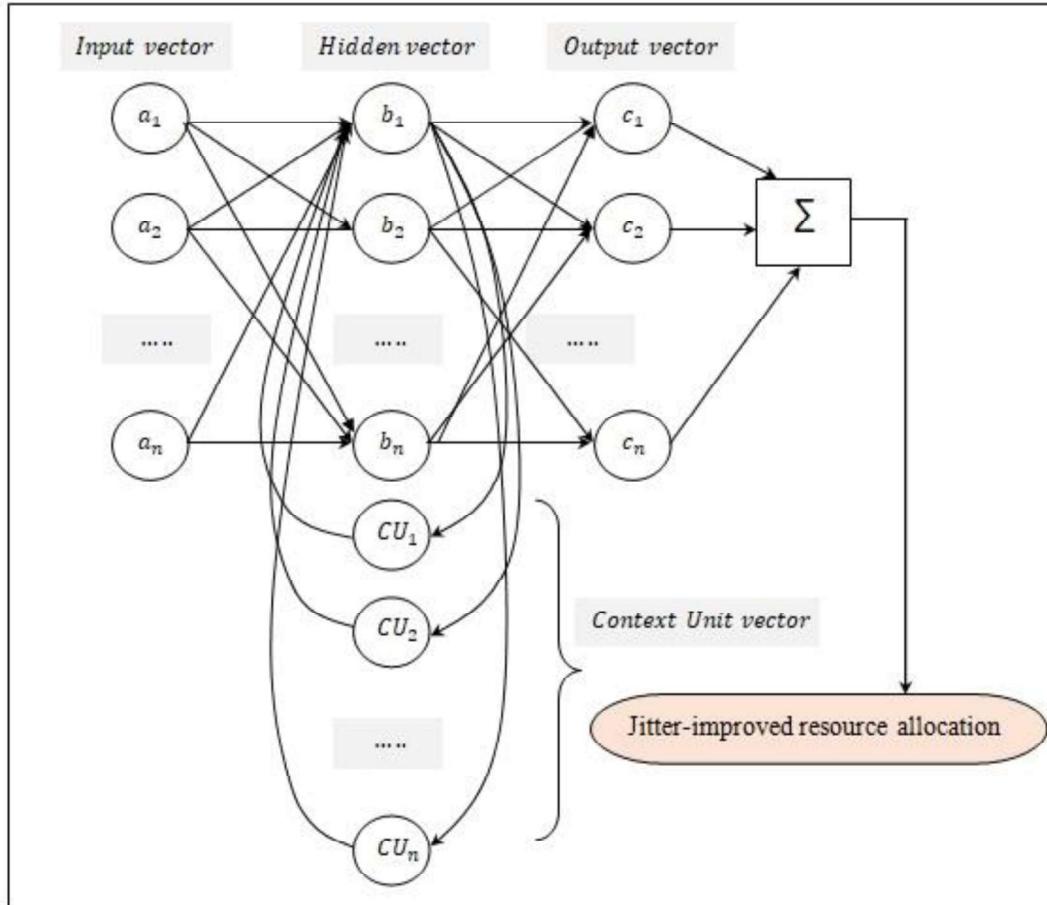 Input vector
Hidden vector
Output vector
a₁
b₁
c₁
a₂
b₂
c₂
Σ
.....
.....
.....
aₙ
bₙ
cₙ
CU₁
CU₂
Context Unit vector
.....
Jitter-improved resource allocation
CUₙ